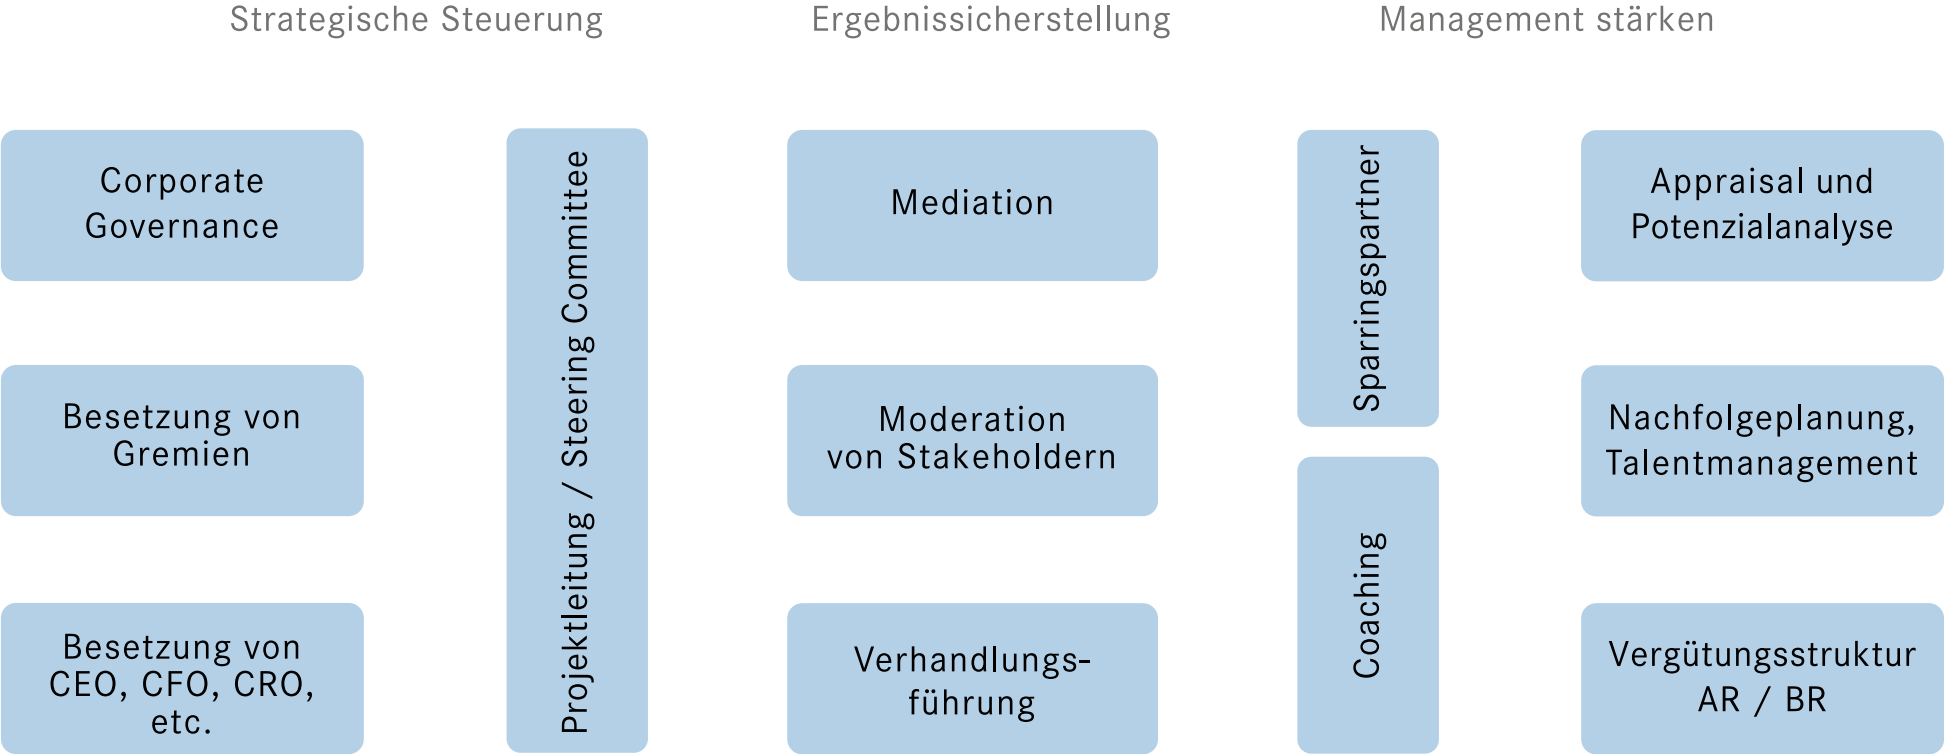 Strategische Steuerung
Ergebnissicherstellung
Management stärken
Corporate
Governance
Besetzung von
Gremien
Besetzung von
CEO, CFO, CRO,
etc.
Projektleitung / Steering Committee
Mediation
Moderation
von Stakeholdern
Verhandlungs-
führung
Sparringspartner
Coaching
Appraisal und
Potenzialanalyse
Nachfolgeplanung,
Talentmanagement
Vergütungsstruktur
AR / BR